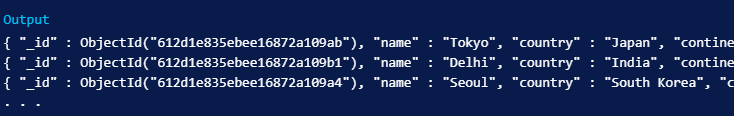 Output
{ "_id" : ObjectId("612d1e835ebee16872a109ab"), "name" : "Tokyo", "country" : "Japan", "contine
{ "_id" : ObjectId("612d1e835ebee16872a109b1"), "name" : "Delhi", "country" : "India", "contine
{ "_id" : ObjectId("612d1e835ebee16872a109a4"), "name" : "Seoul", "country" : "South Korea", "c
. . .